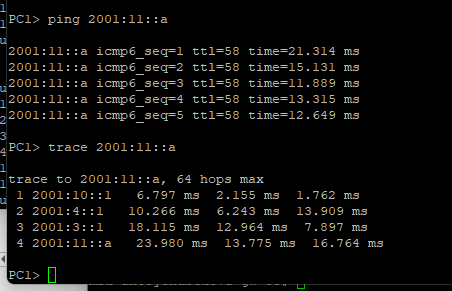 PC1> ping 2001:11::a
2001:11::a icmp6_seq=1 ttl=58 time=21.314 ms
2001:11::a icmp6_seq=2 ttl=58 time=15.131 ms
2001:11::a icmp6_seq=3 ttl=58 time=11.889 ms
2001:11::a icmp6_seq=4 ttl=58 time=13.315 ms
2001:11::a icmp6_seq=5 ttl=58 time=12.649 ms
PC1> trace 2001:11::a
trace to 2001:11::a, 64 hops max
1 2001:10::1 6.797 ms 2.155 ms 1.762 ms
2 2001:4::1 10.266 ms 6.243 ms 13.909 ms
3 2001:3::1 18.115 ms 12.964 ms 7.897 ms
4 2001:11::a 23.980 ms 13.775 ms 16.764 ms
PC1>